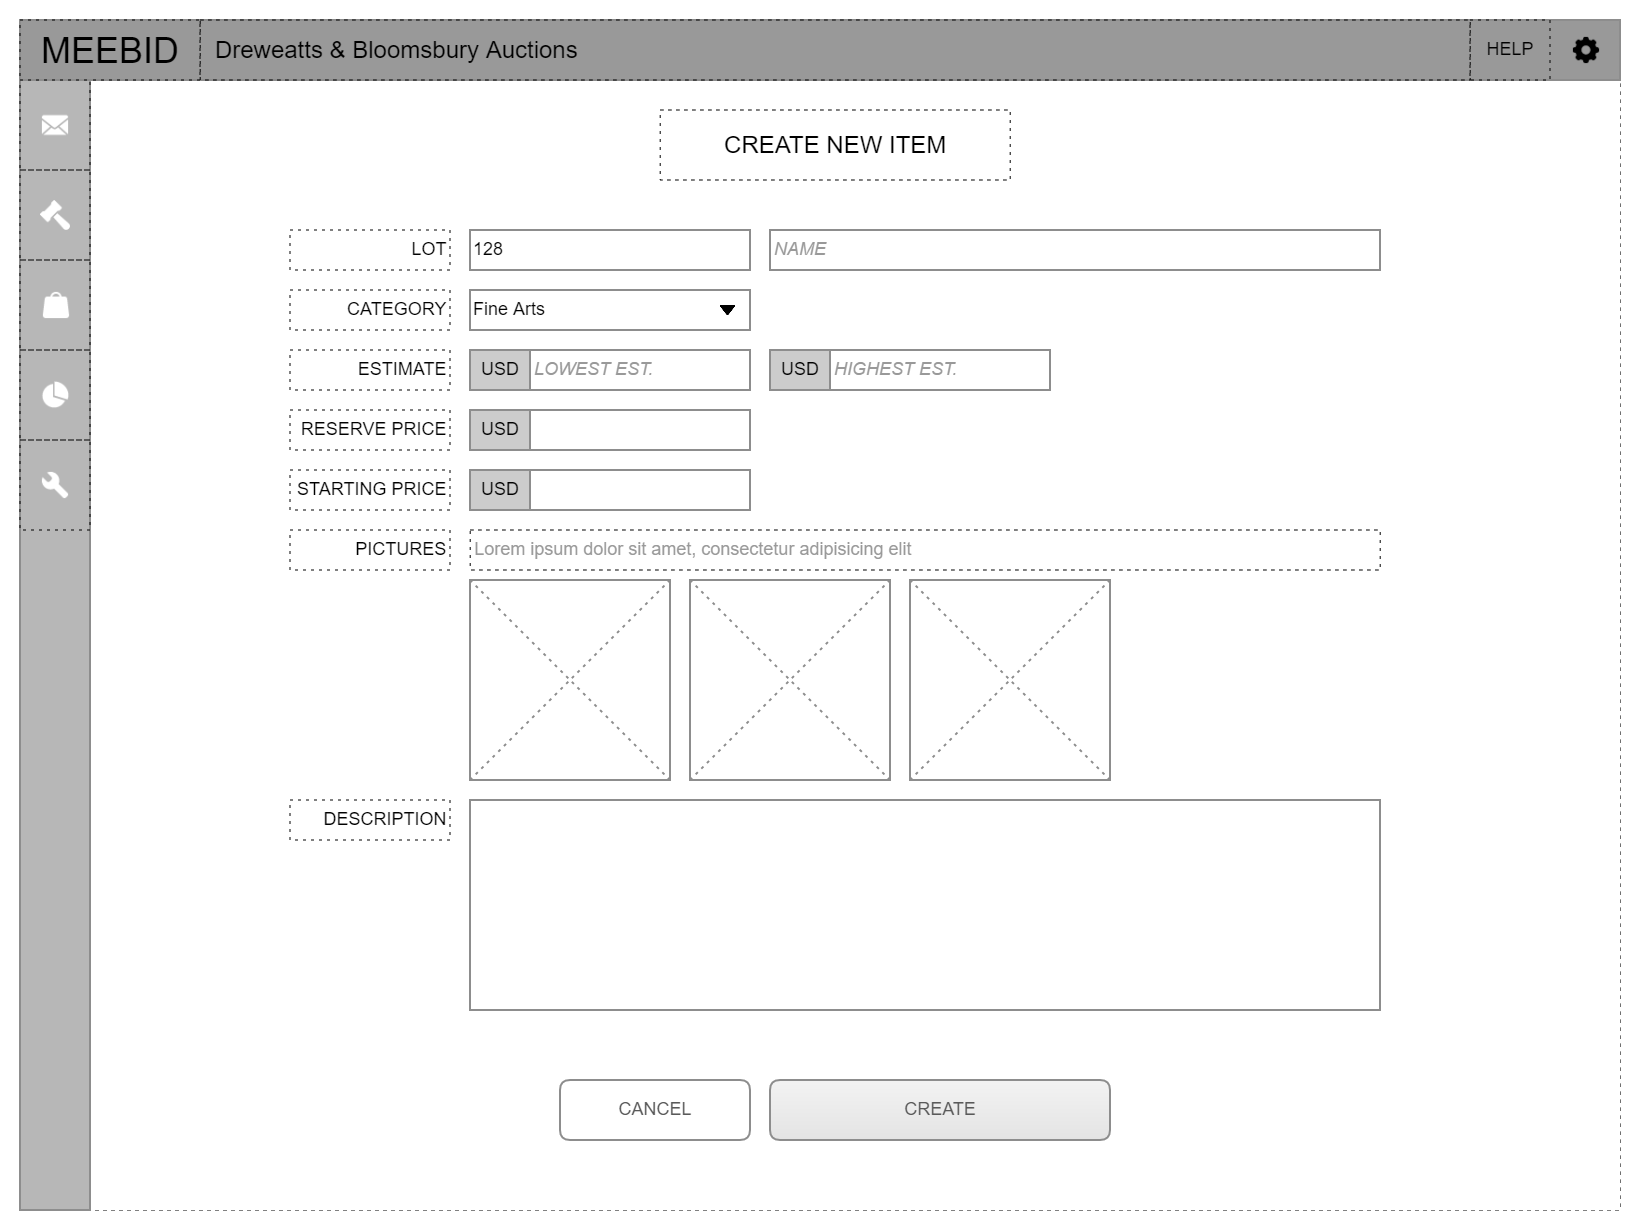 MEEBID
Dreweatts & Bloomsbury Auctions
HELP
CREATE NEW ITEM
LOT
128
NAME
CATEGORY
Fine Arts
ESTIMATE
USD
LOWEST EST.
USD
HIGHEST EST.
RESERVE PRICE
USD
STARTING PRICE
USD
PICTURES
Lorem ipsum dolor sit amet, consectetur adipisicing elit
DESCRIPTION
CANCEL
CREATE